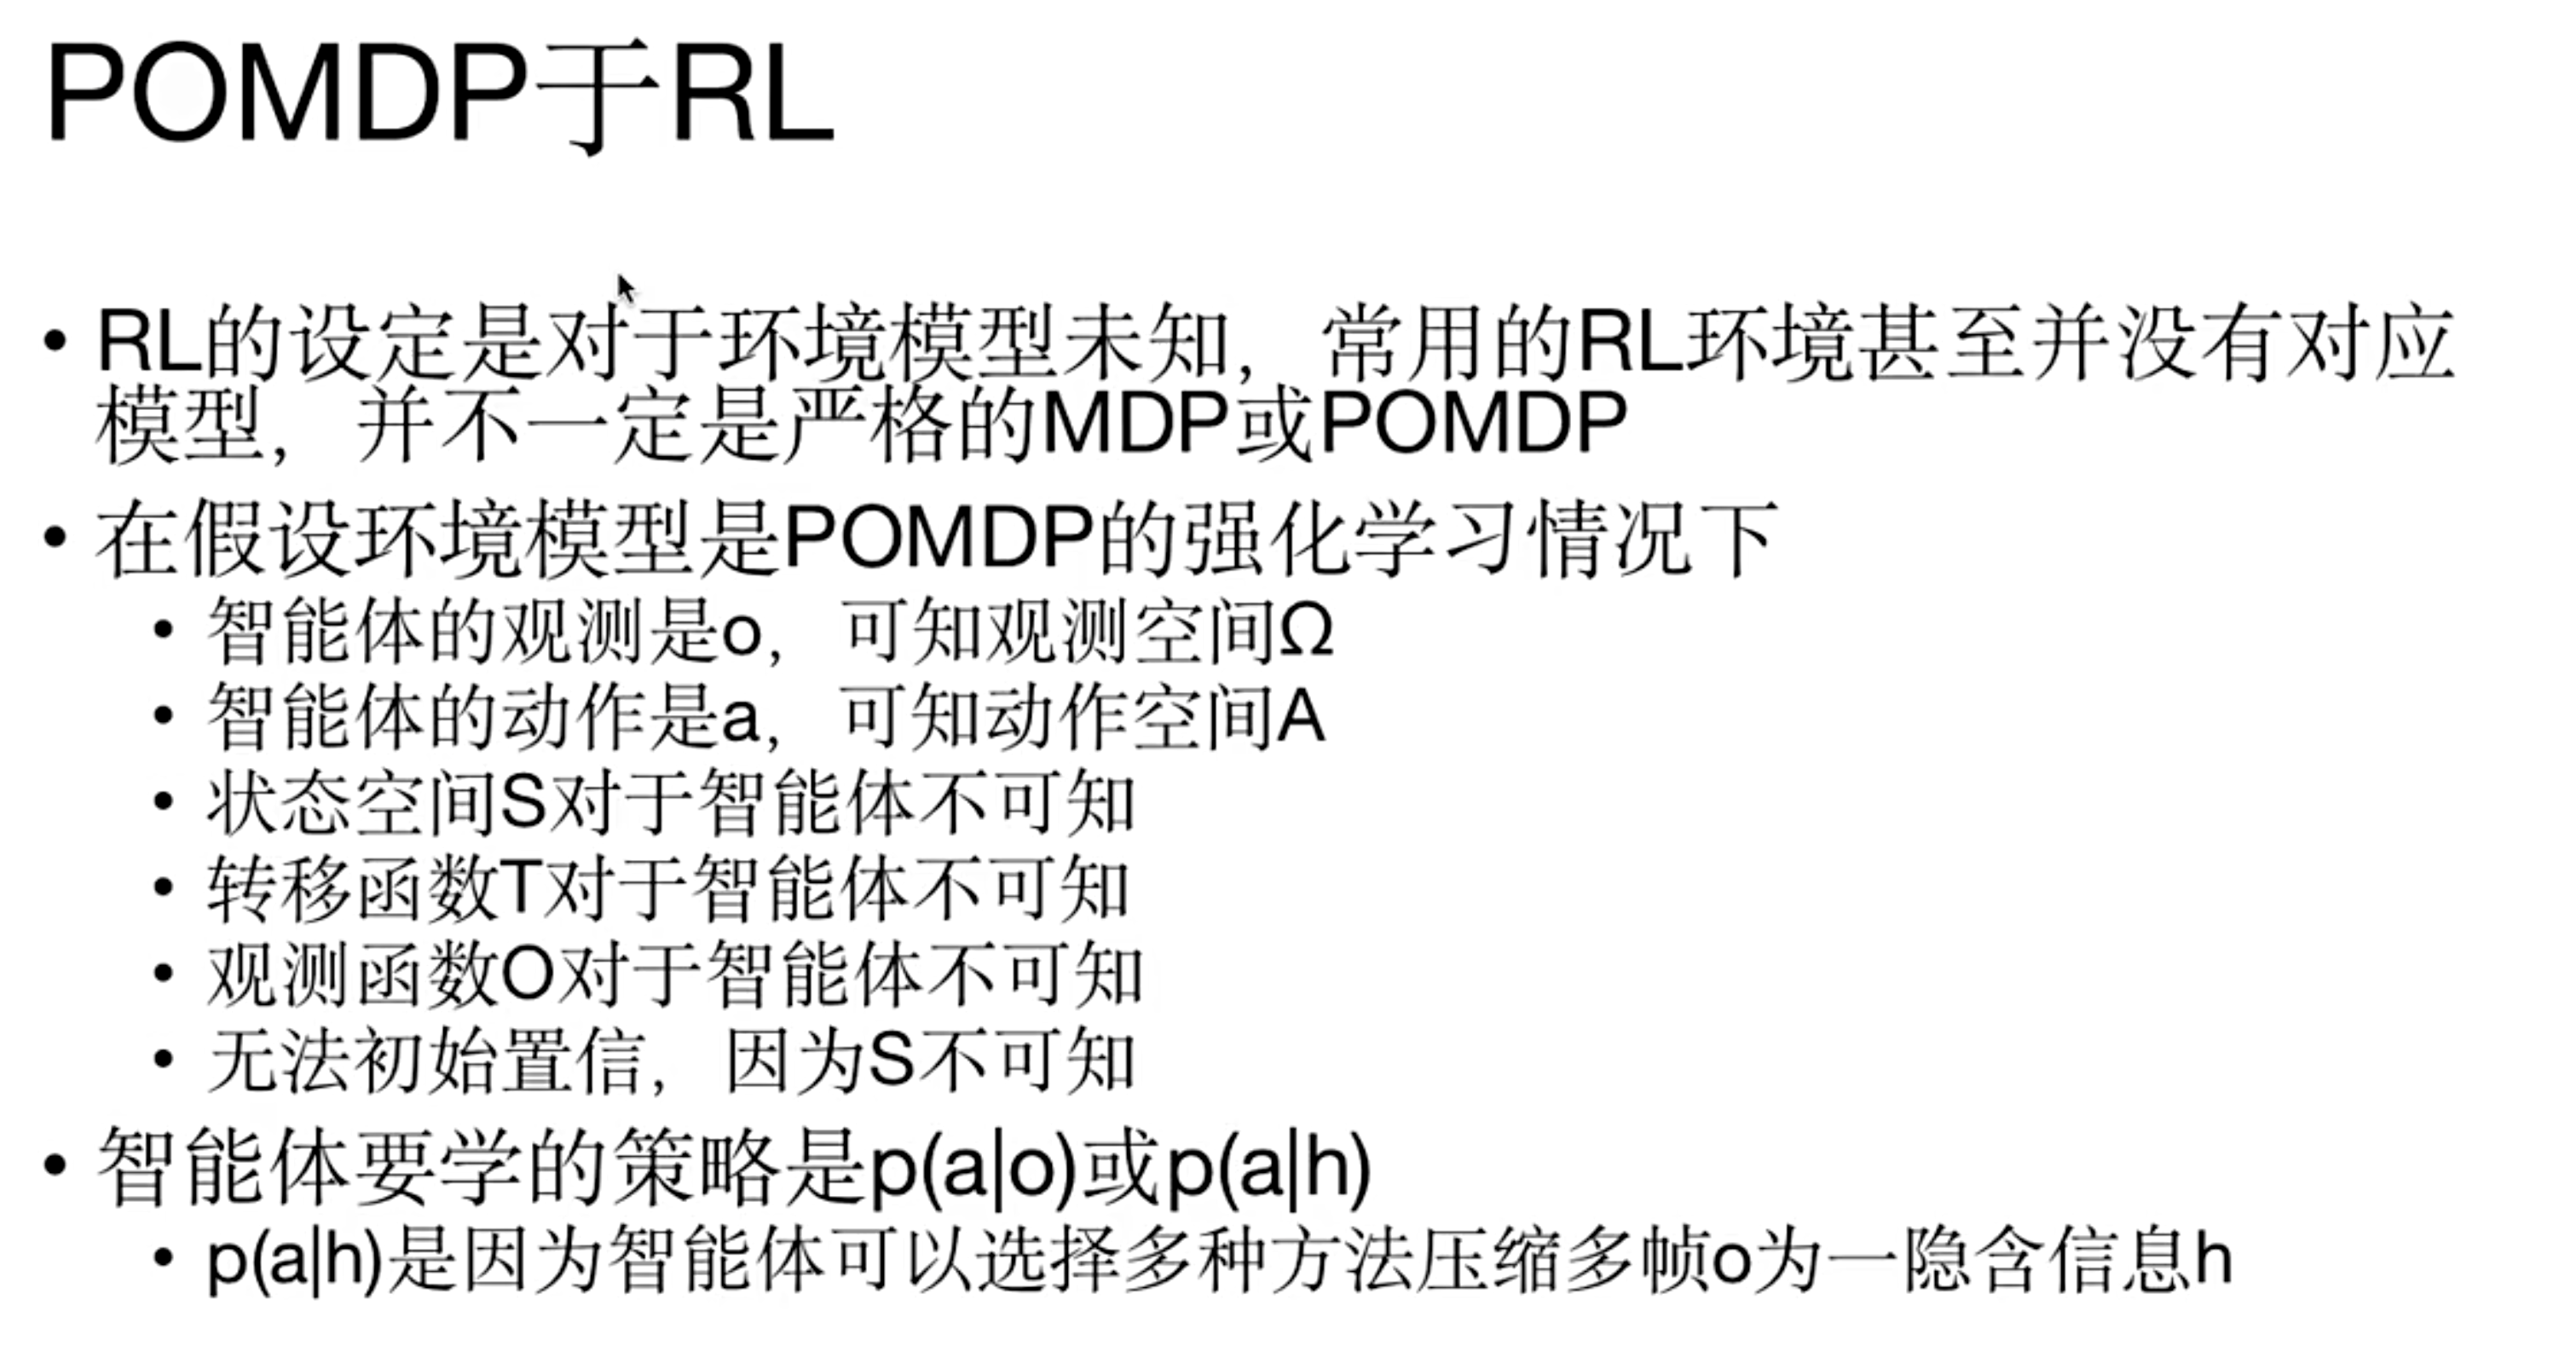 POMDP于RL
• RL的设定是对于环境模型未知，常用的RL环境甚至并没有对应
模型，并不一定是严格的MDP或POMDP
• 在假设环境模型是POMDP的强化学习情况下
• 智能体的观测是o，可知观测空间Ω
• 智能体的动作是a，可知动作空间A
• 状态空间S对于智能体不可知
• 转移函数T对于智能体不可知
• 观测函数O对于智能体不可知
• 无法初始置信，因为S不可知
• 智能体要学的策略是p(a|o)或p(a|h)
• p(a|h)是因为智能体可以选择多种方法压缩多帧o为一隐含信息h